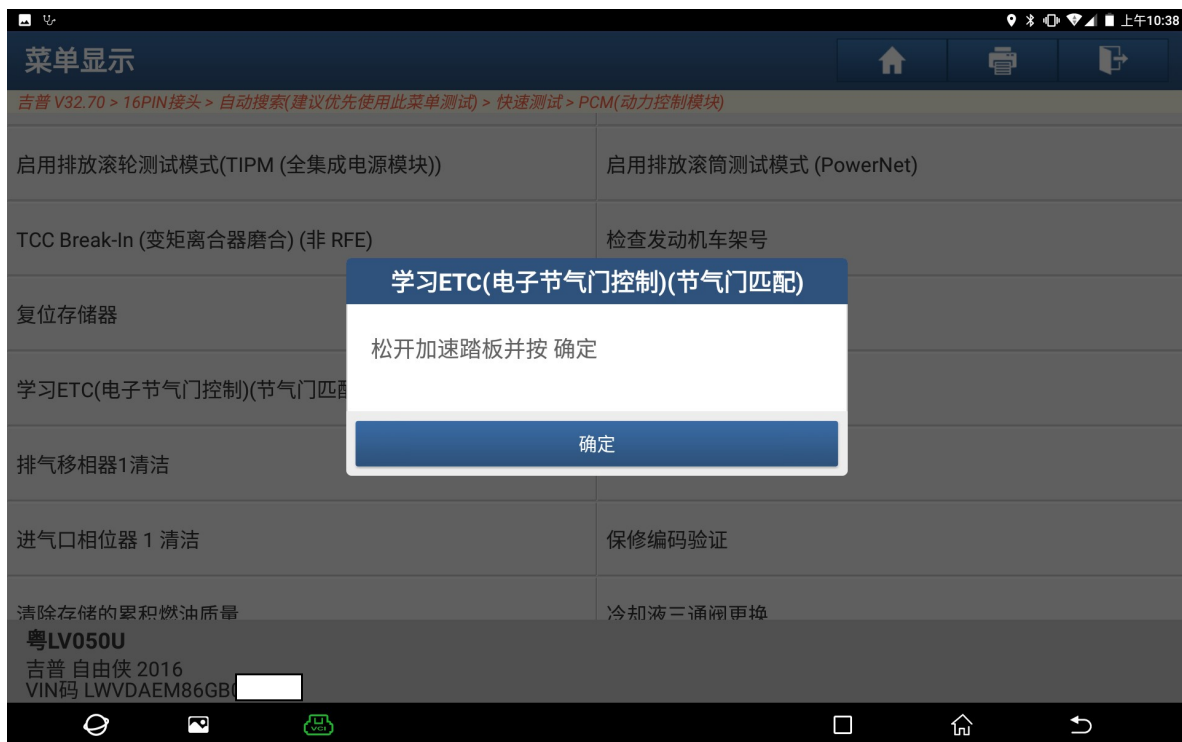 上午10:38
菜单显示
吉普 V32.70 > 16PIN接头 > 自动搜索(建议优先使用此菜单测试) > 快速测试 > PCM(动力控制模块)
启用排放滚轮测试模式(TIPM (全集成电源模块))
启用排放滚筒测试模式 (PowerNet)
TCC Break-In (变矩离合器磨合) (非 RFE)
检查发动机车架号
学习ETC(电子节气门控制)(节气门匹配)
复位存储器
松开加速踏板并按 确定
学习ETC(电子节气门控制)(节气门匹配
确定
排气移相器1清洁
进气口相位器 1 清洁
保修编码验证
清除存储的累积燃油质量
冷却液三通阀更换
粤LV050U
吉普 自由侠 2016
VIN码 LWVDAEM86GB
VCI